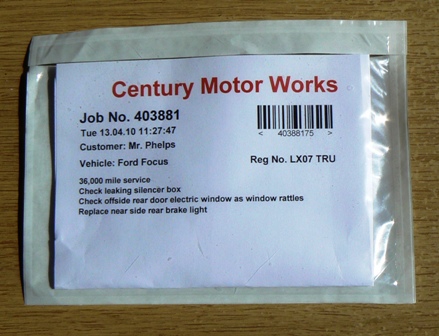 Century Motor Works
Job No. 403881
Tue 13.04.10 11:27:47
< 40388175 >
Customer: Mr. Phelps
Vehicle: Ford Focus
Reg No. LX07 TRU
36,000 mile service
Check leaking silencer box
Check offside rear door electric window as window rattles
Replace near side rear brake light